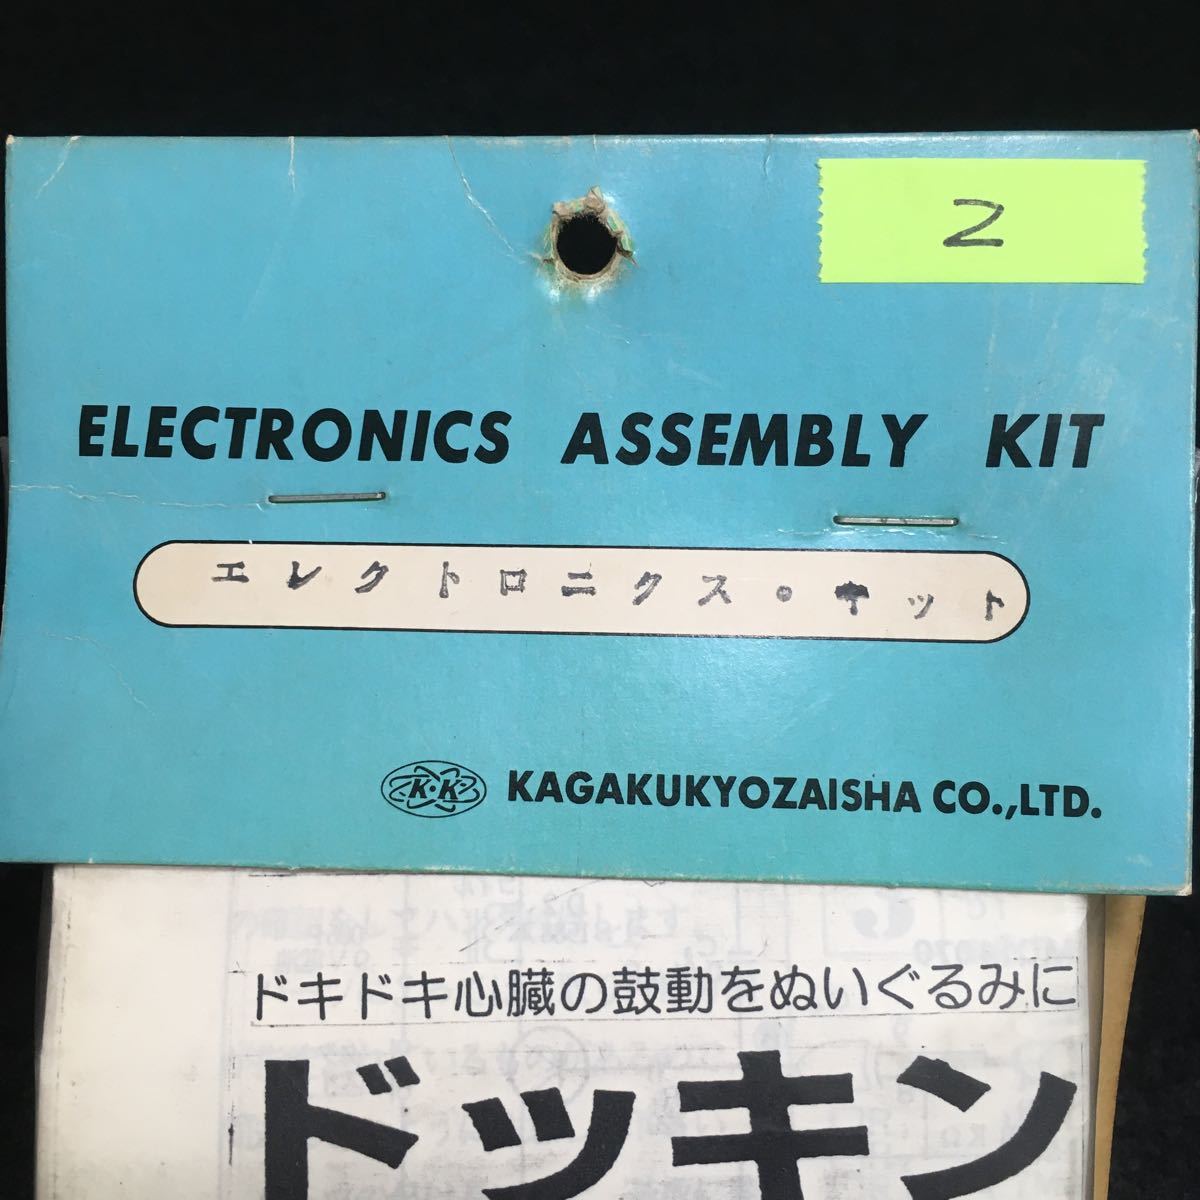 2
ELECTRONICS ASSEMBLY KIT
エレクトロニクス・キット
K・K KAGAKUKYOZAISHA CO.,LTD.
ドキドキ心臓の鼓動をぬいぐるみに
ドッキン